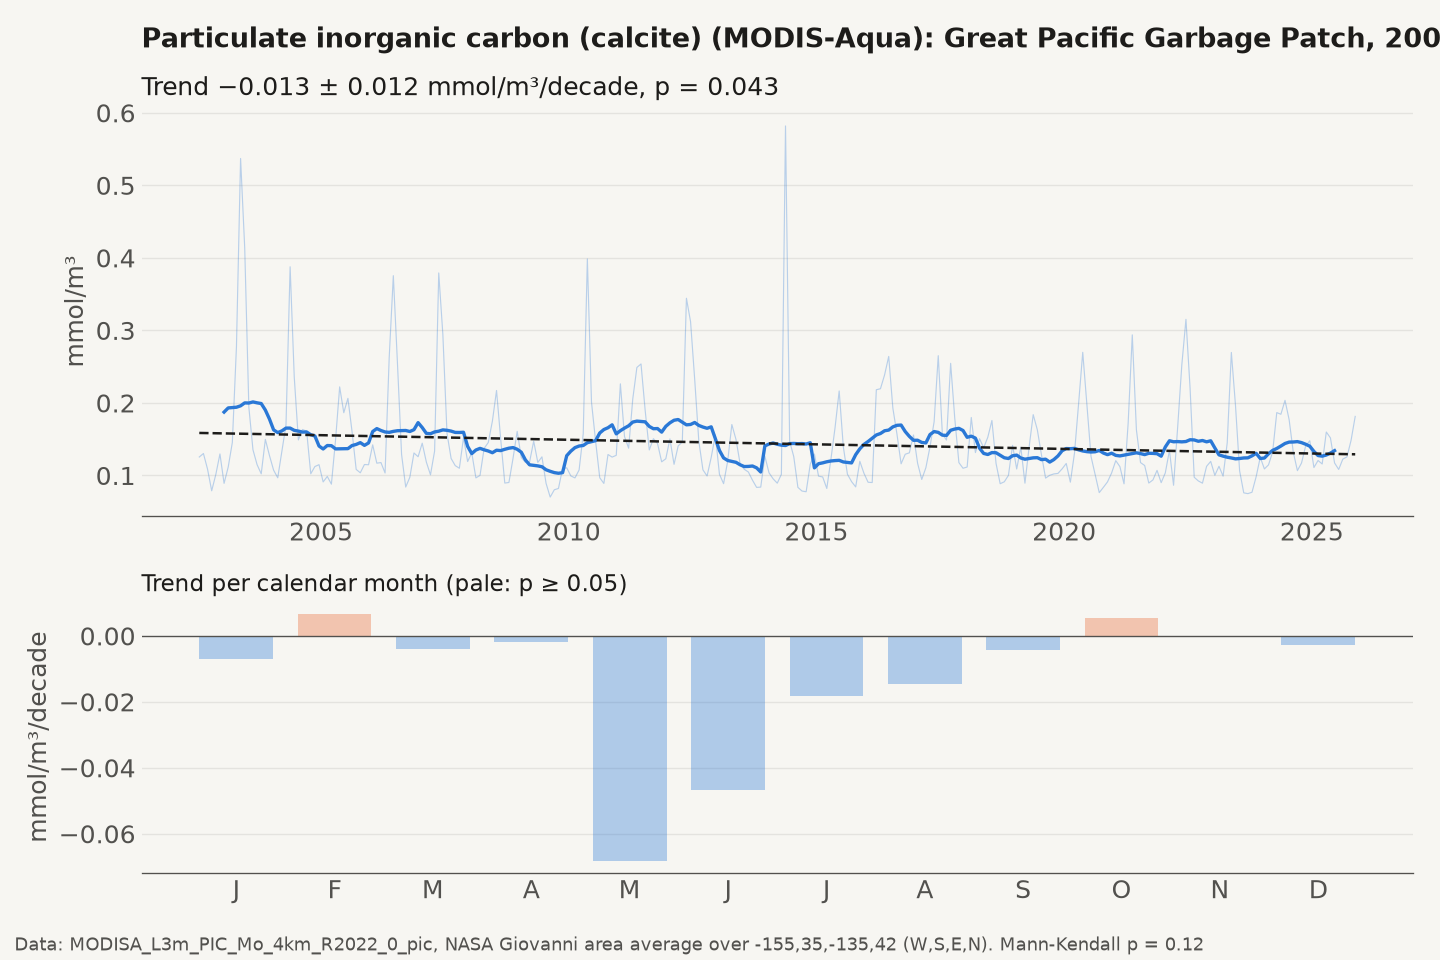 Particulate inorganic carbon (calcite) (MODIS-Aqua): Great Pacific Garbage Patch, 200
Trend −0.013 ± 0.012 mmol/m³/decade, p = 0.043
0.6
0.5
0.4
0.3
0.2
0.1
mmol/m³
2005 2010 2015 2020 2025
Trend per calendar month (pale: p ≥ 0.05)
0.00
−0.02
−0.04
−0.06
mmol/m³/decade
J F M A M J J A S O N D
Data: MODISA_L3m_PIC_Mo_4km_R2022_0_pic, NASA Giovanni area average over -155,35,-135,42 (W,S,E,N). Mann-Kendall p = 0.12